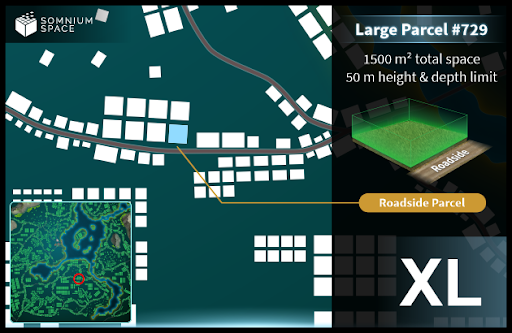 SOMNIUM
SPACE
Large Parcel #729
1500 m² total space
50 m height & depth limit
Roadside
Roadside Parcel
XL